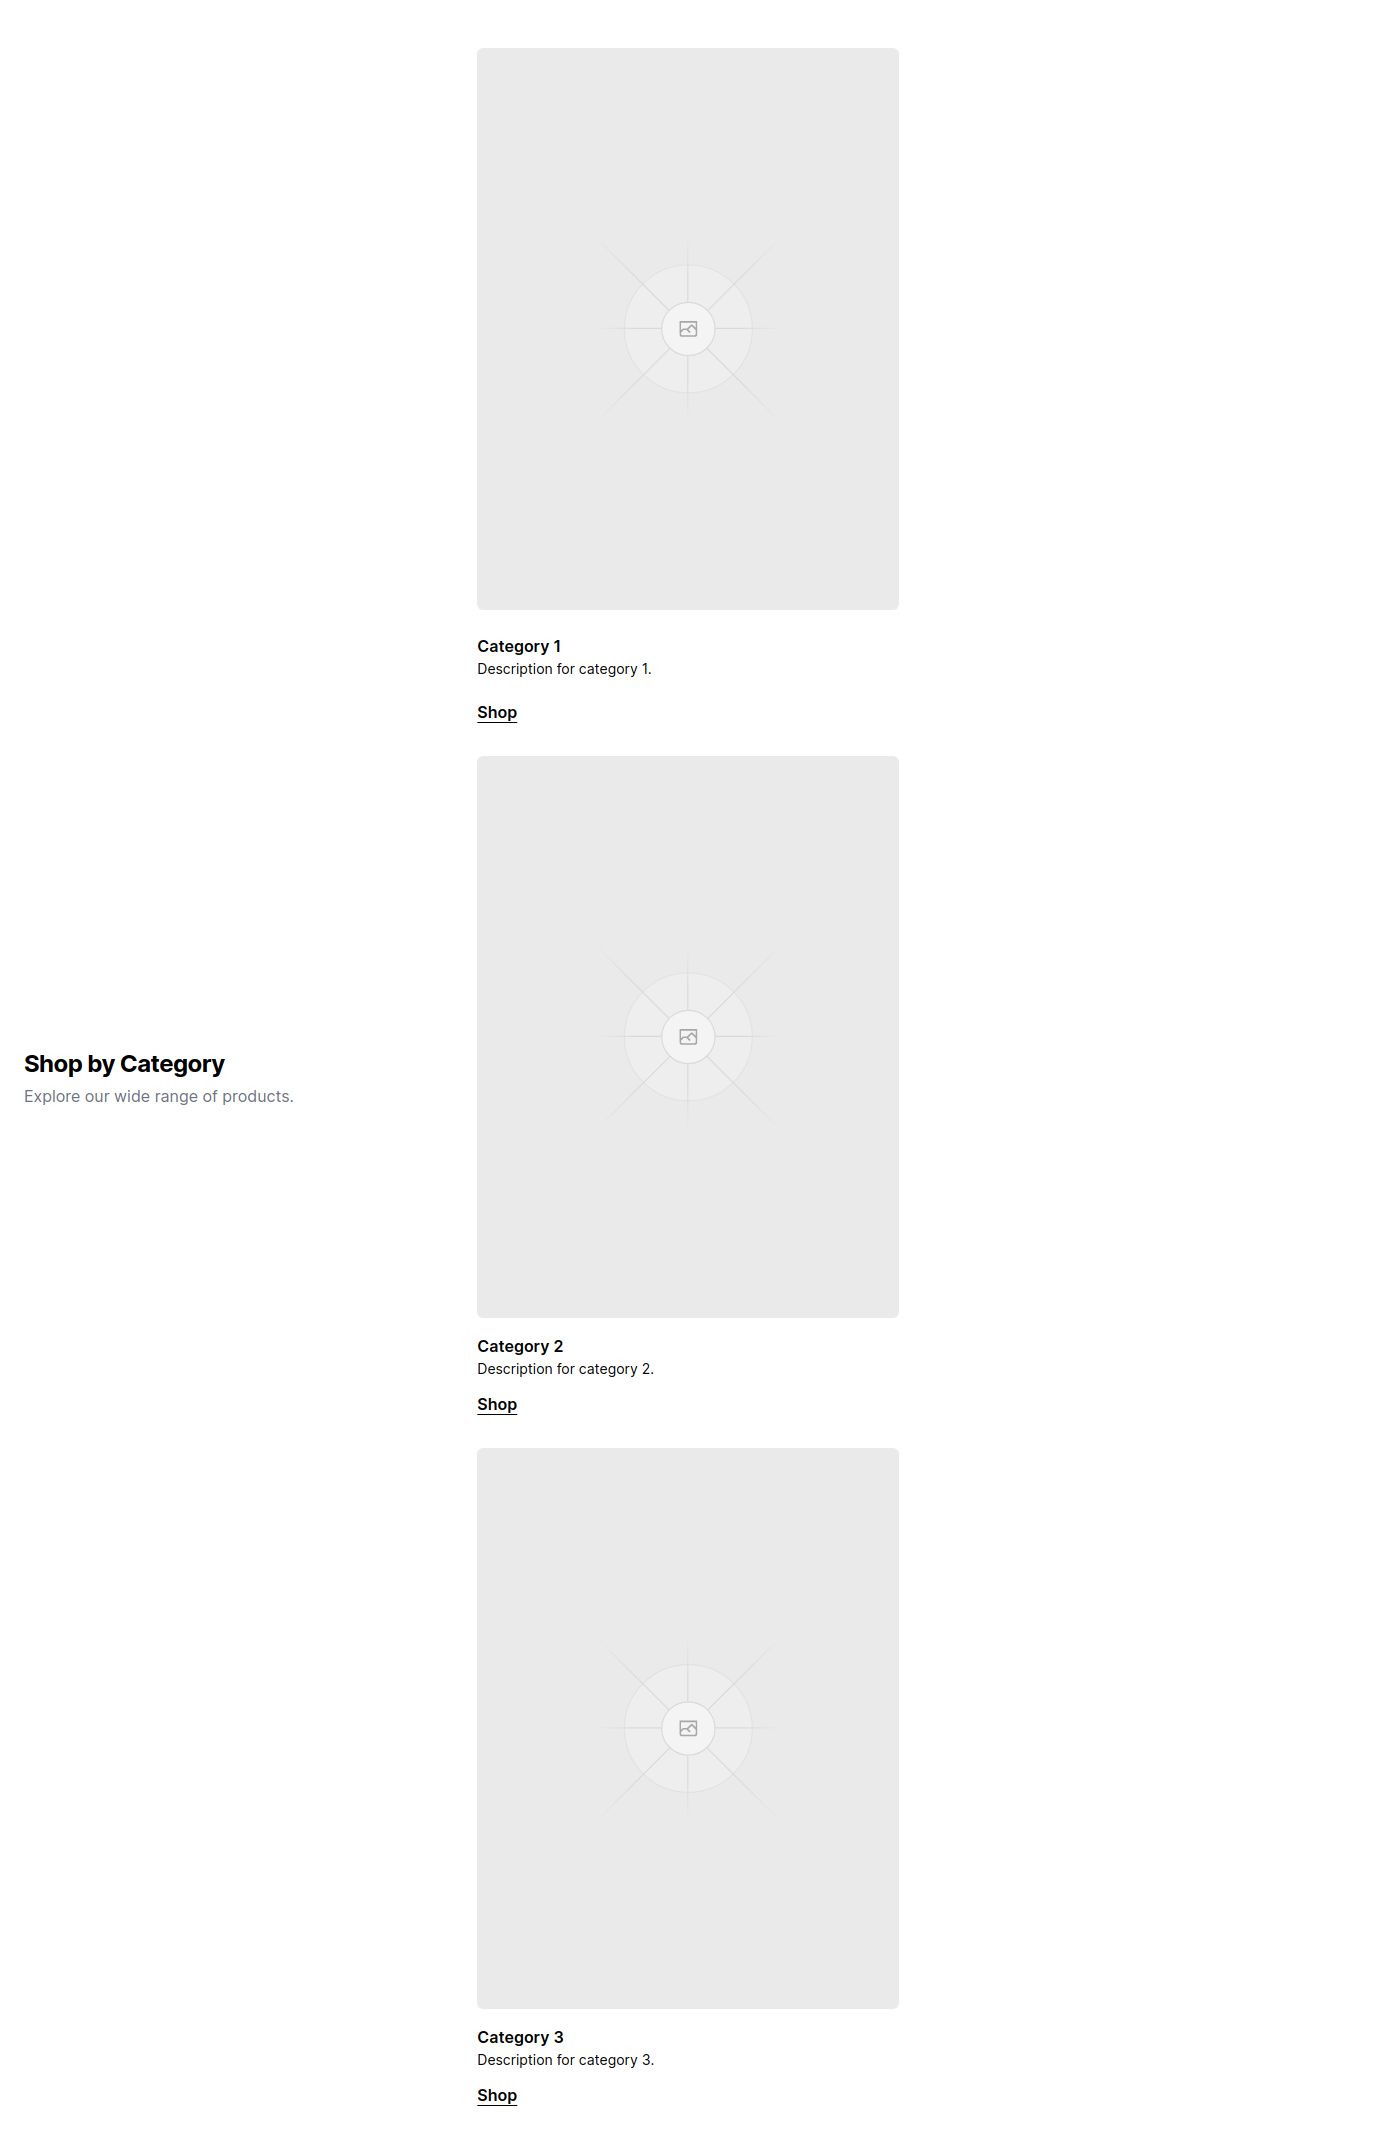 Shop by Category
Explore our wide range of products.
Category 1
Description for category 1.
Shop
Category 2
Description for category 2.
Shop
Category 3
Description for category 3.
Shop